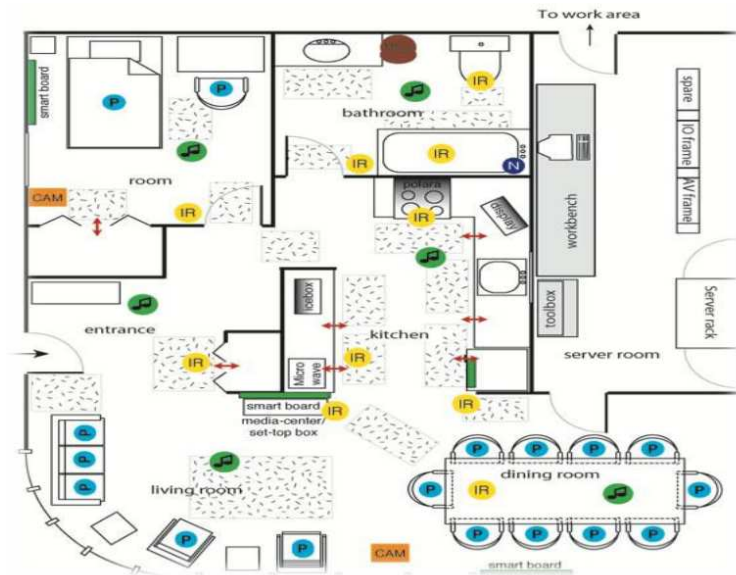 To work area
smart board
P
P
IR
bathroom
IR
IR
N
room
CAM
IR
polara
IR
display
workbench
spare
IO frame
AV frame
icebox
entrance
kitchen
toolbox
Server rack
server room
IR
Micro
wave
IR
smart board
media-center/
set-top box
IR
IR
P
P
P
living room
P
P
CAM
P
P
P
P
dining room
P
IR
P
P
P
P
P
smart board